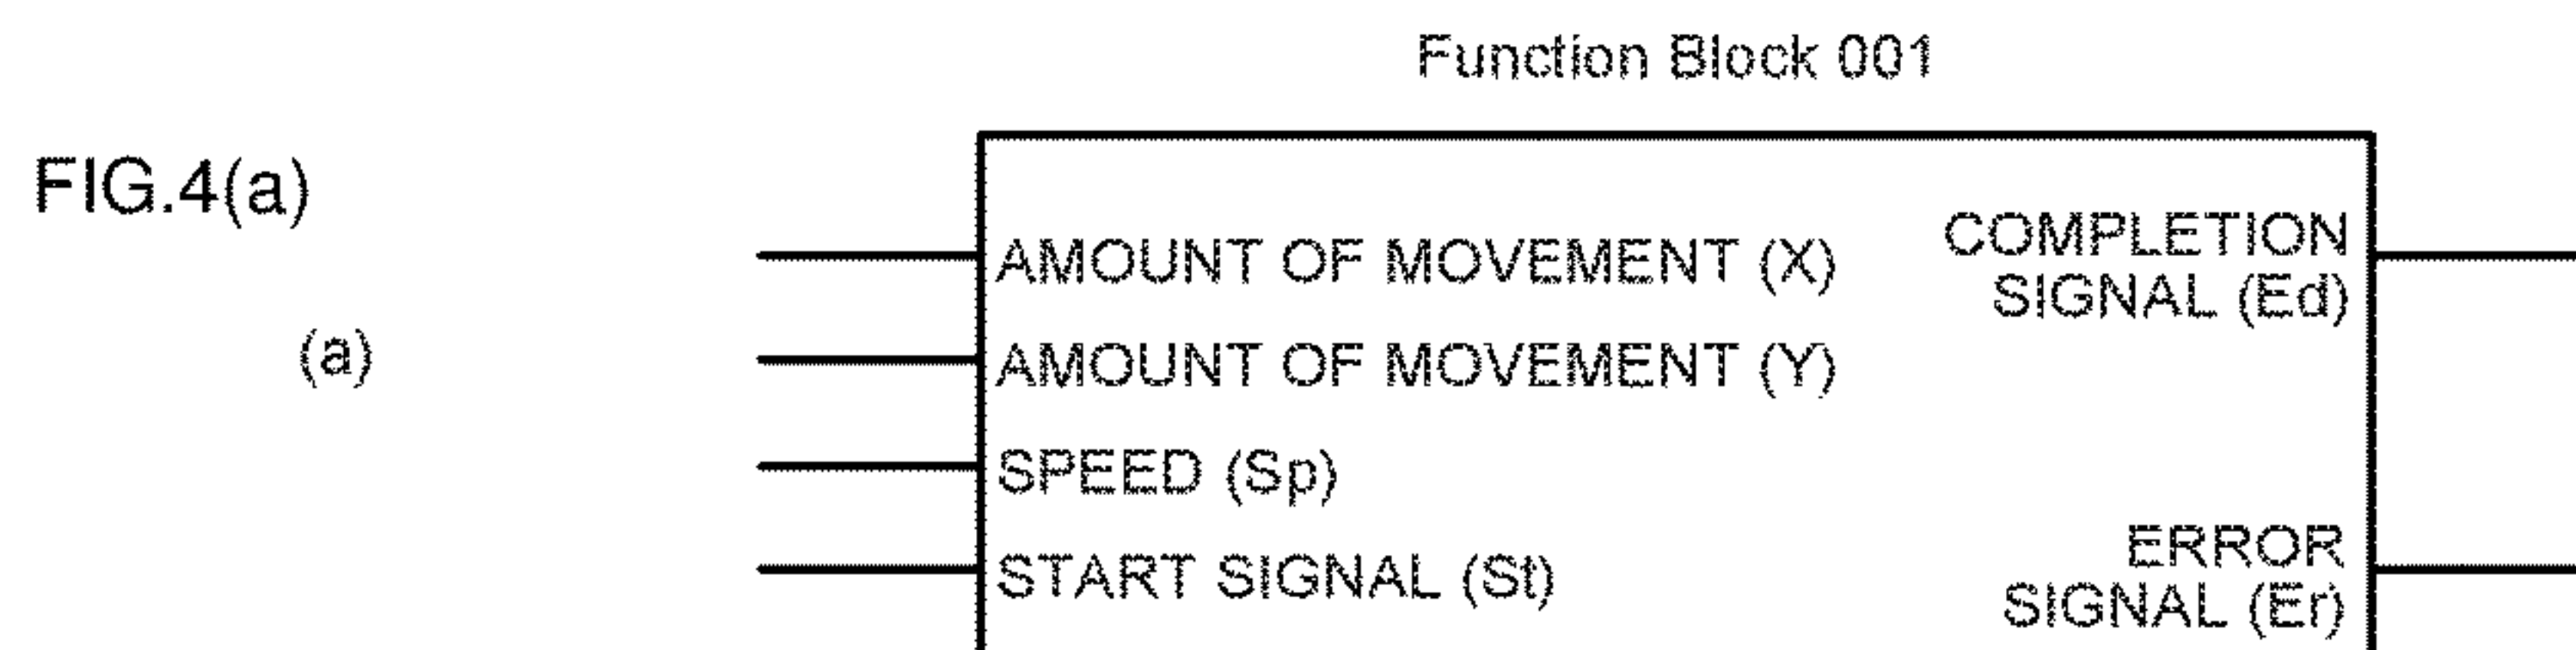 Function Block 001
FIG.4(a)
(a)
AMOUNT OF MOVEMENT (X)
AMOUNT OF MOVEMENT (Y)
SPEED (Sp)
START SIGNAL (St)
COMPLETION
SIGNAL (Ed)
ERROR
SIGNAL (Er)